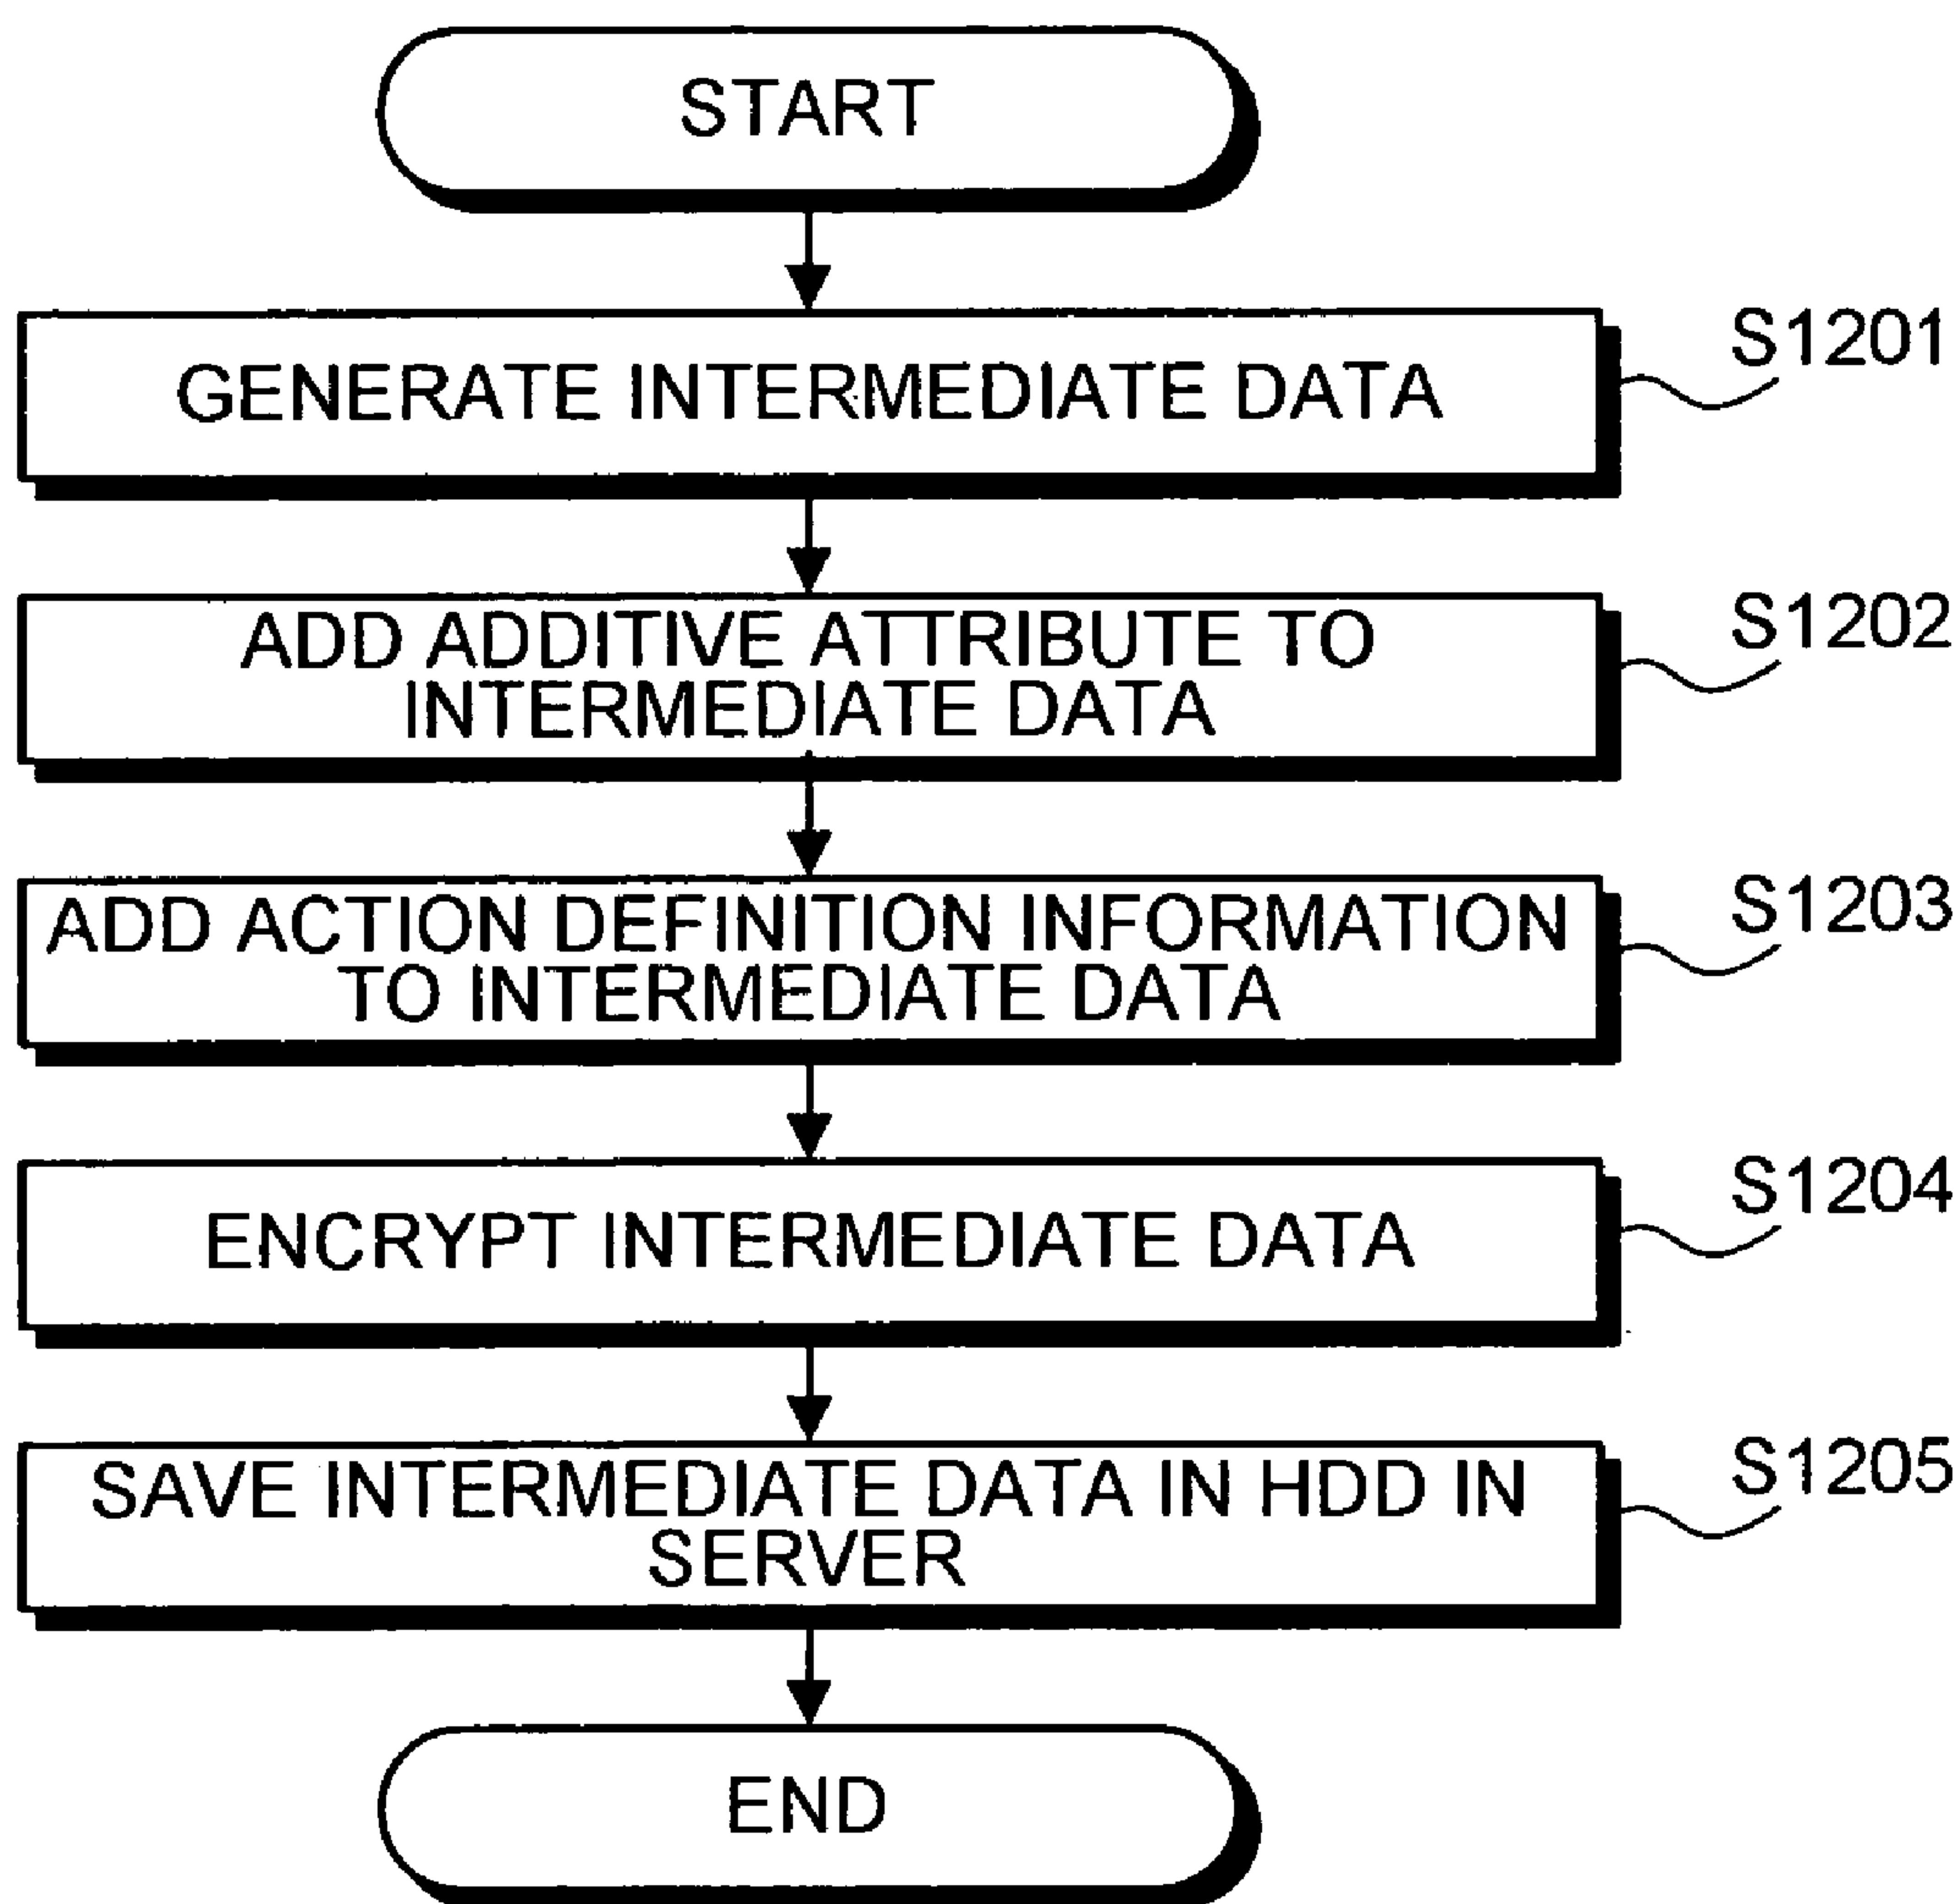 START
GENERATE INTERMEDIATE DATA
S1201
ADD ADDITIVE ATTRIBUTE TO
INTERMEDIATE DATA
S1202
ADD ACTION DEFINITION INFORMATION
TO INTERMEDIATE DATA
S1203
ENCRYPT INTERMEDIATE DATA
S1204
SAVE INTERMEDIATE DATA IN HDD IN
SERVER
S1205
END